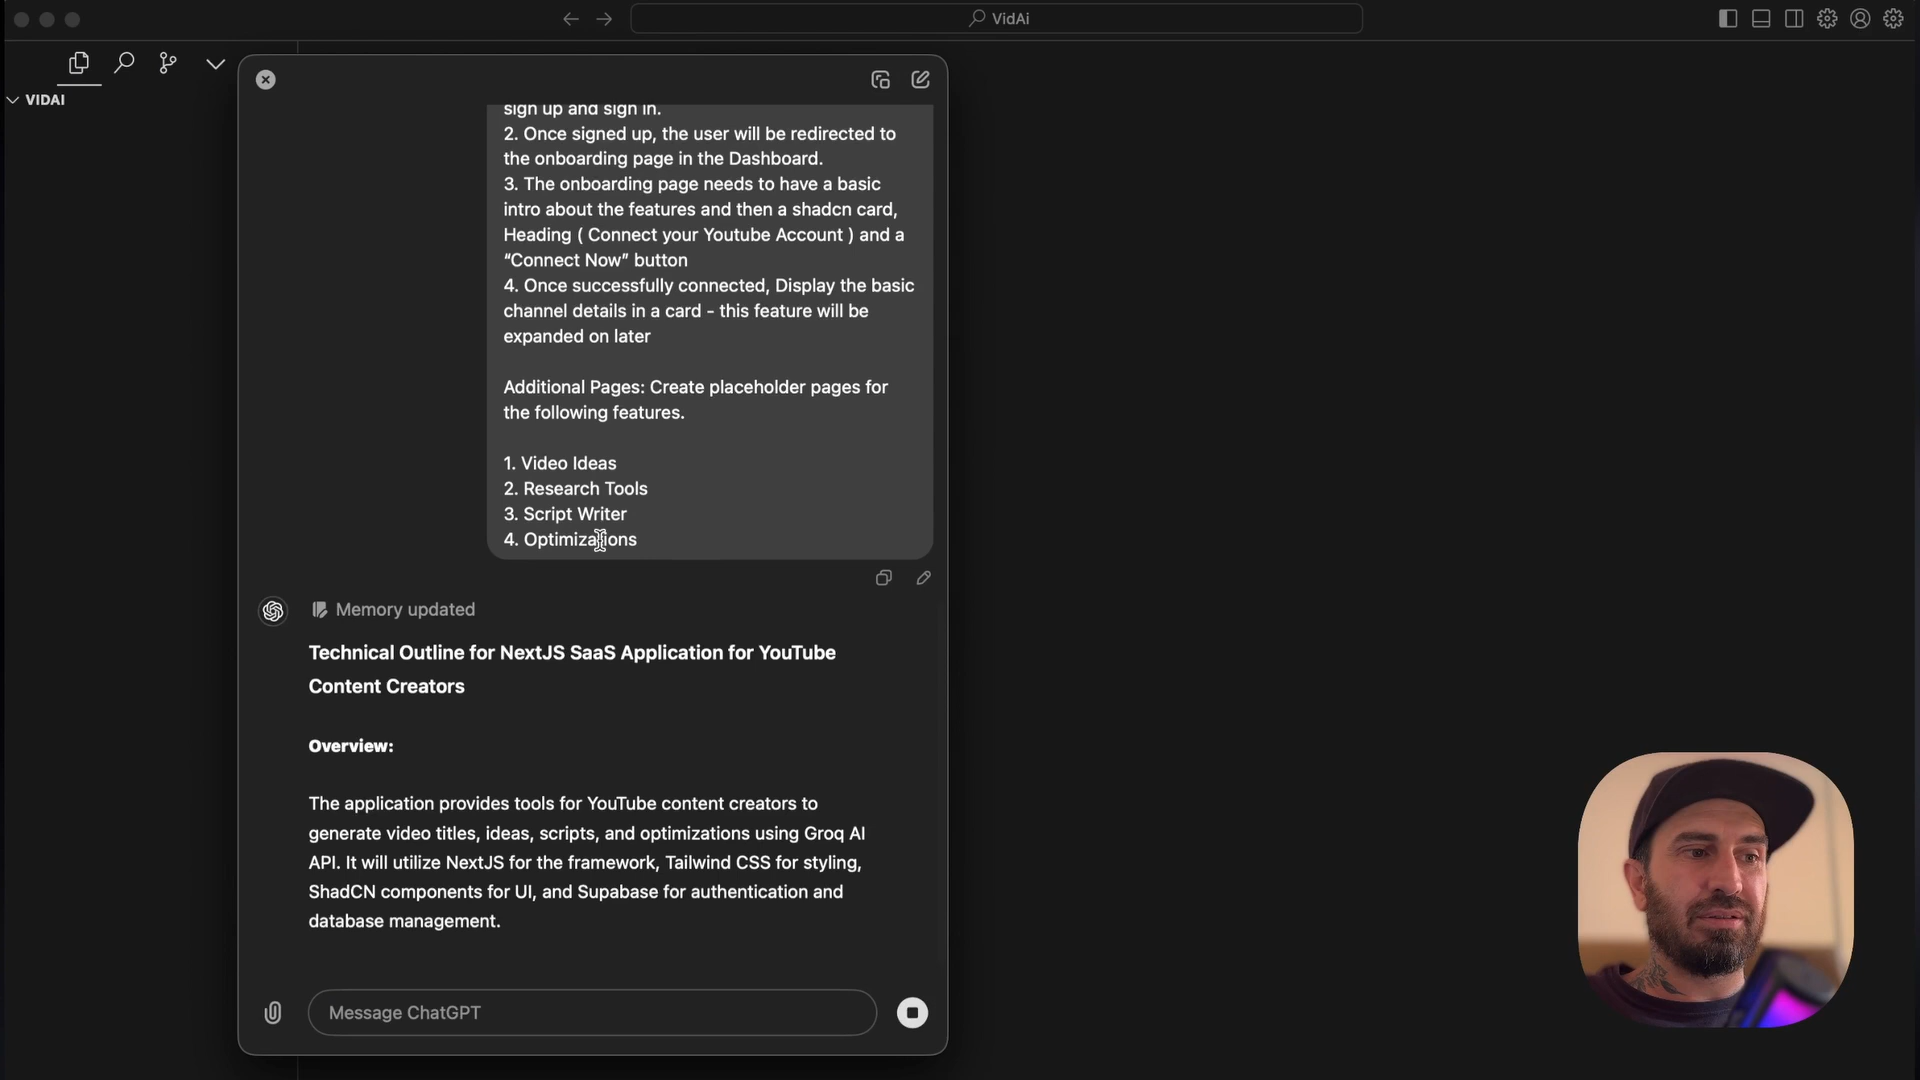 VidAi
VIDAI
sign up and sign in.
2. Once signed up, the user will be redirected to
the onboarding page in the Dashboard.
3. The onboarding page needs to have a basic
intro about the features and then a shadcn card,
Heading ( Connect your Youtube Account ) and a
“Connect Now” button
4. Once successfully connected, Display the basic
channel details in a card - this feature will be
expanded on later
Additional Pages: Create placeholder pages for
the following features.
1. Video Ideas
2. Research Tools
3. Script Writer
4. Optimizations
Memory updated
Technical Outline for NextJS SaaS Application for YouTube
Content Creators
Overview:
The application provides tools for YouTube content creators to
generate video titles, ideas, scripts, and optimizations using Groq AI
API. It will utilize NextJS for the framework, Tailwind CSS for styling,
ShadCN components for UI, and Supabase for authentication and
database management.
Message ChatGPT